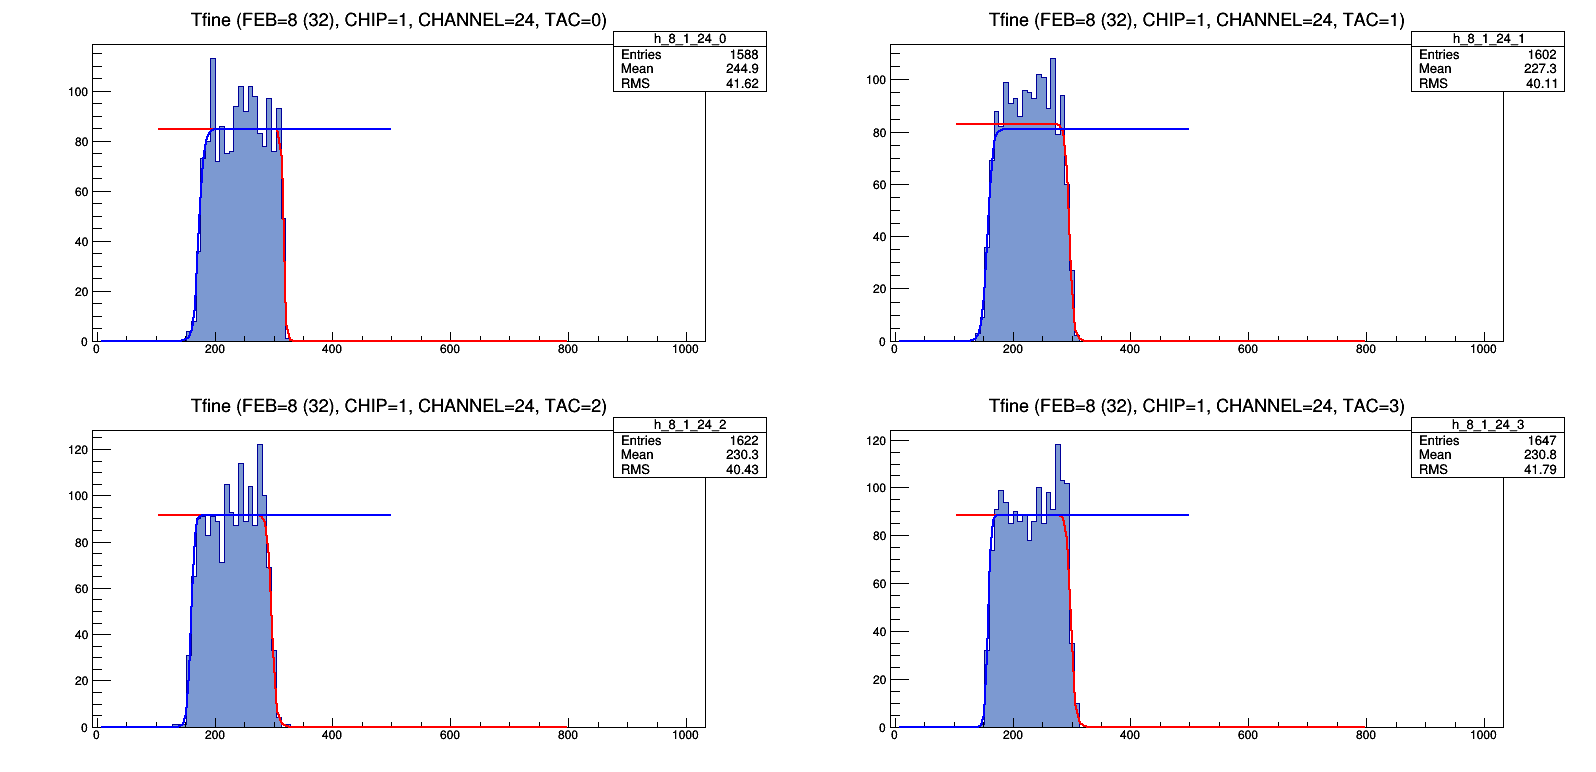 Tfine (FEB=8 (32), CHIP=1, CHANNEL=24, TAC=0)
h_8_1_24_0
Entries 1588
Mean 244.9
RMS 41.62
100
80
60
40
20
0
0 200 400 600 800 1000
Tfine (FEB=8 (32), CHIP=1, CHANNEL=24, TAC=1)
h_8_1_24_1
Entries 1602
Mean 227.3
RMS 40.11
100
80
60
40
20
0
0 200 400 600 800 1000
Tfine (FEB=8 (32), CHIP=1, CHANNEL=24, TAC=2)
h_8_1_24_2
Entries 1622
Mean 230.3
RMS 40.43
120
100
80
60
40
20
0
0 200 400 600 800 1000
Tfine (FEB=8 (32), CHIP=1, CHANNEL=24, TAC=3)
h_8_1_24_3
Entries 1647
Mean 230.8
RMS 41.79
120
100
80
60
40
20
0
0 200 400 600 800 1000